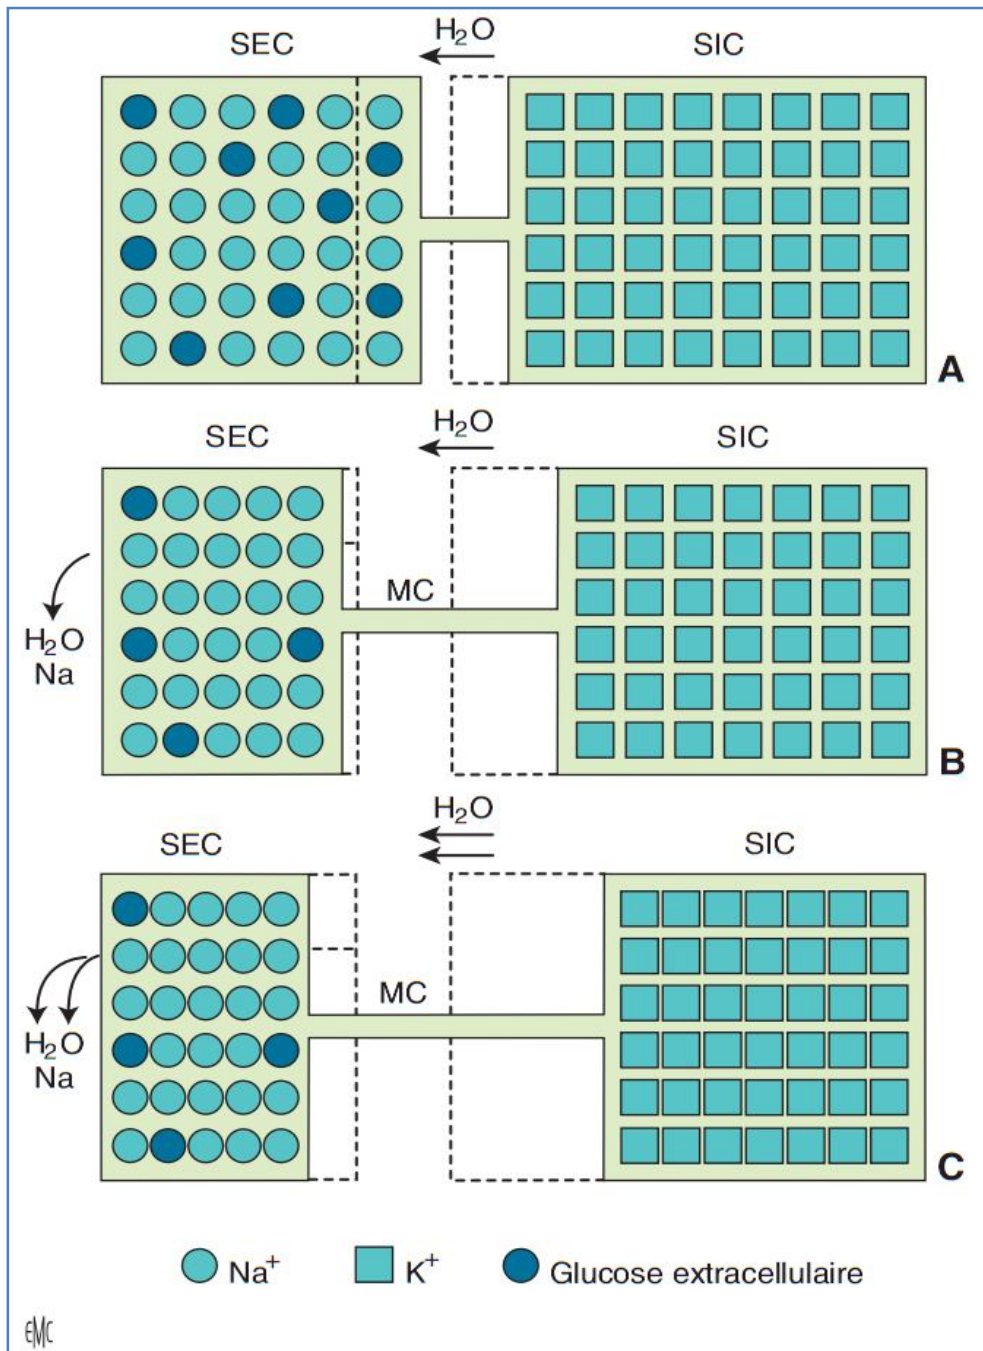 SEC H₂O SIC
A
SEC H₂O SIC
MC
H₂O
Na
B
H₂O
SEC SIC
MC
H₂O
Na
C
Na⁺ K⁺ Glucose extracellulaire
EMC